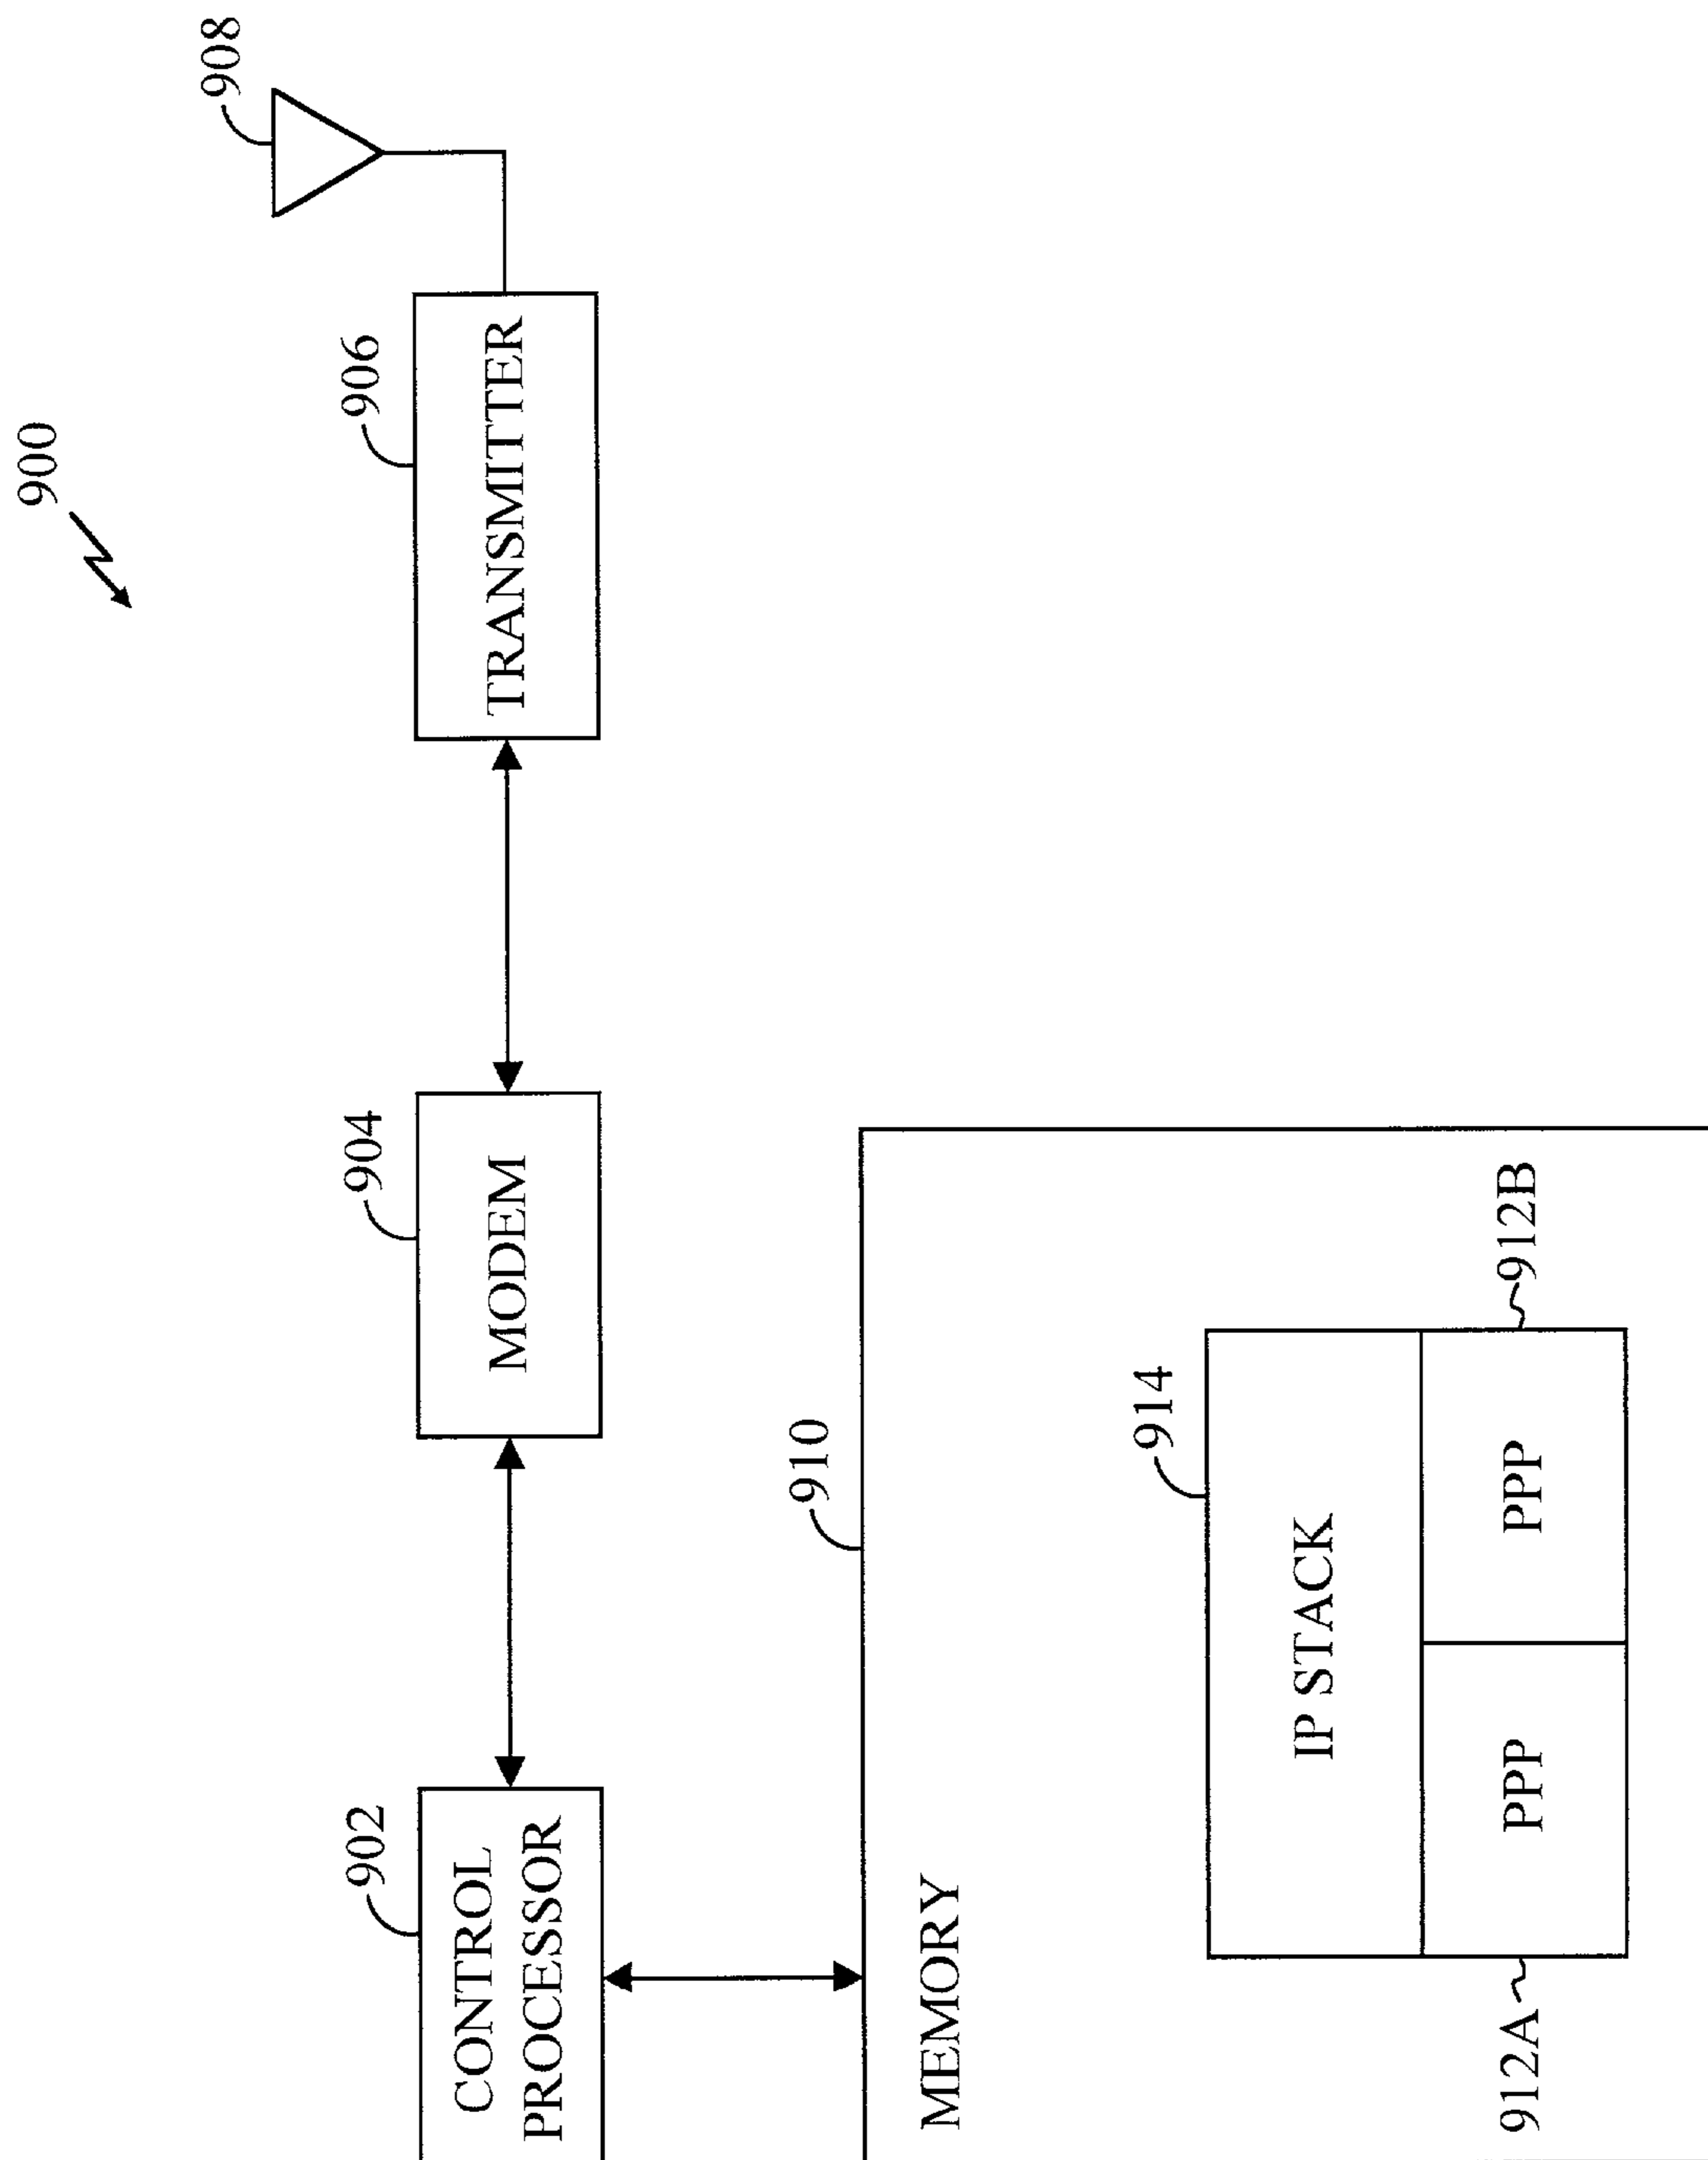 900
908
906
TRANSMITTER
904
MODEM
902
CONTROL
PROCESSOR
910
MEMORY
914
IP STACK
PPP
PPP
912A
912B